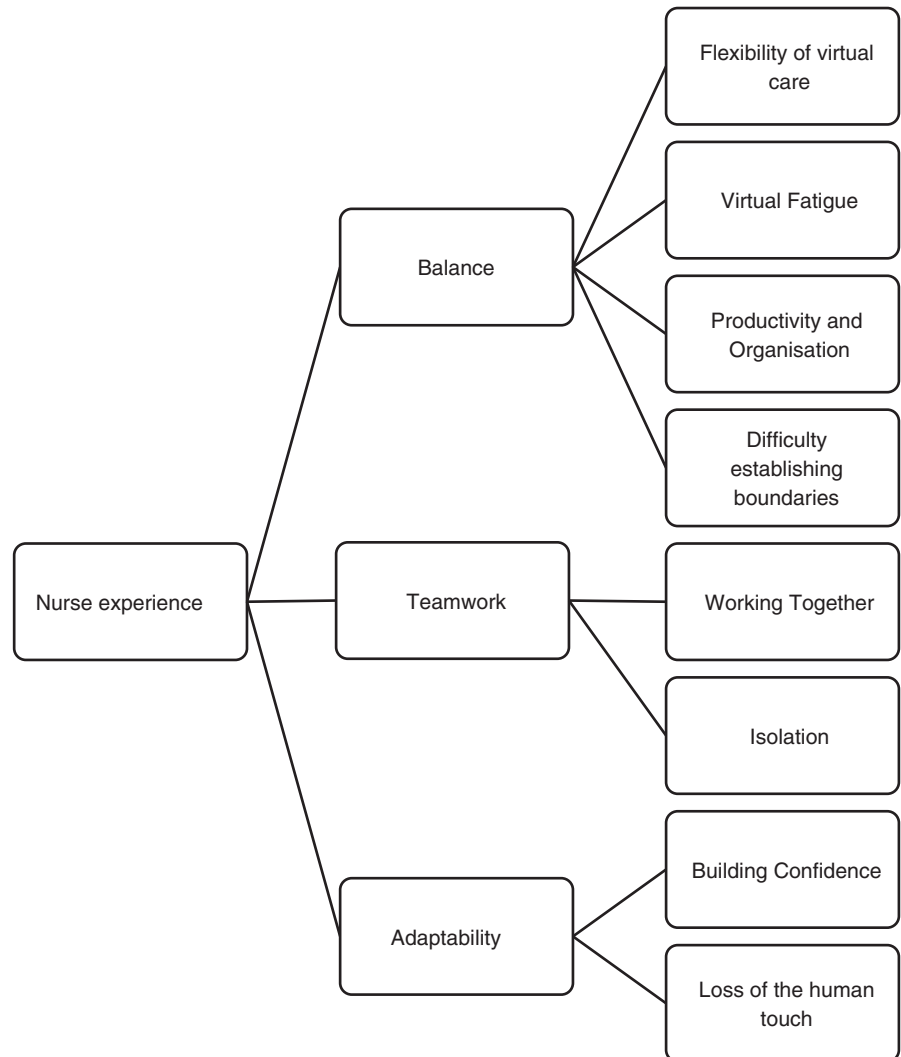 Flexibility of virtual
care
Virtual Fatigue
Balance
Productivity and
Organisation
Difficulty
establishing
boundaries
Nurse experience
Teamwork
Working Together
Isolation
Building Confidence
Adaptability
Loss of the human
touch